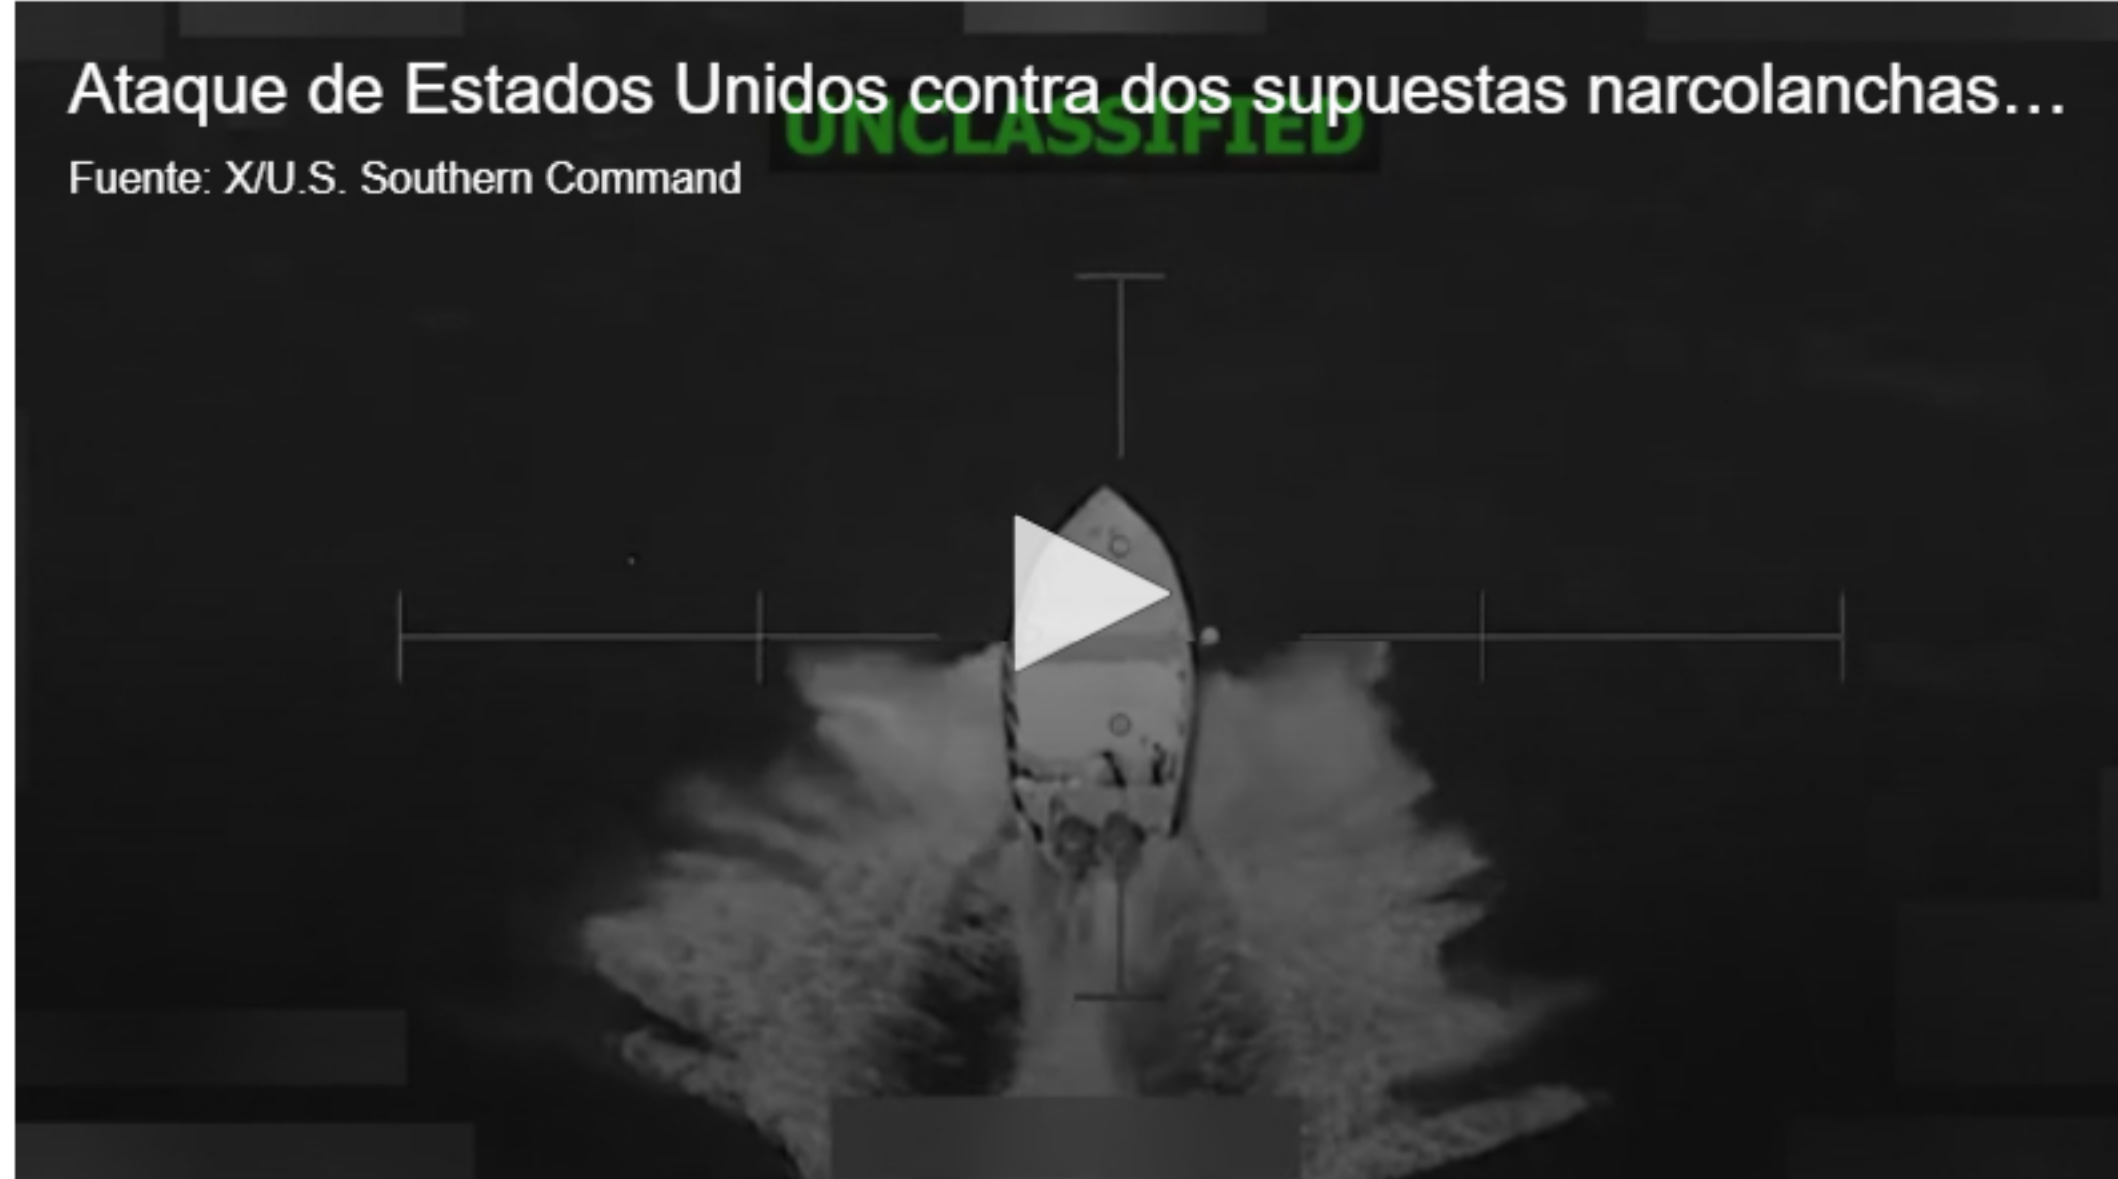 Ataque de Estados Unidos contra dos supuestas narcolanchas…
UNCLASSIFIED
Fuente: X/U.S. Southern Command